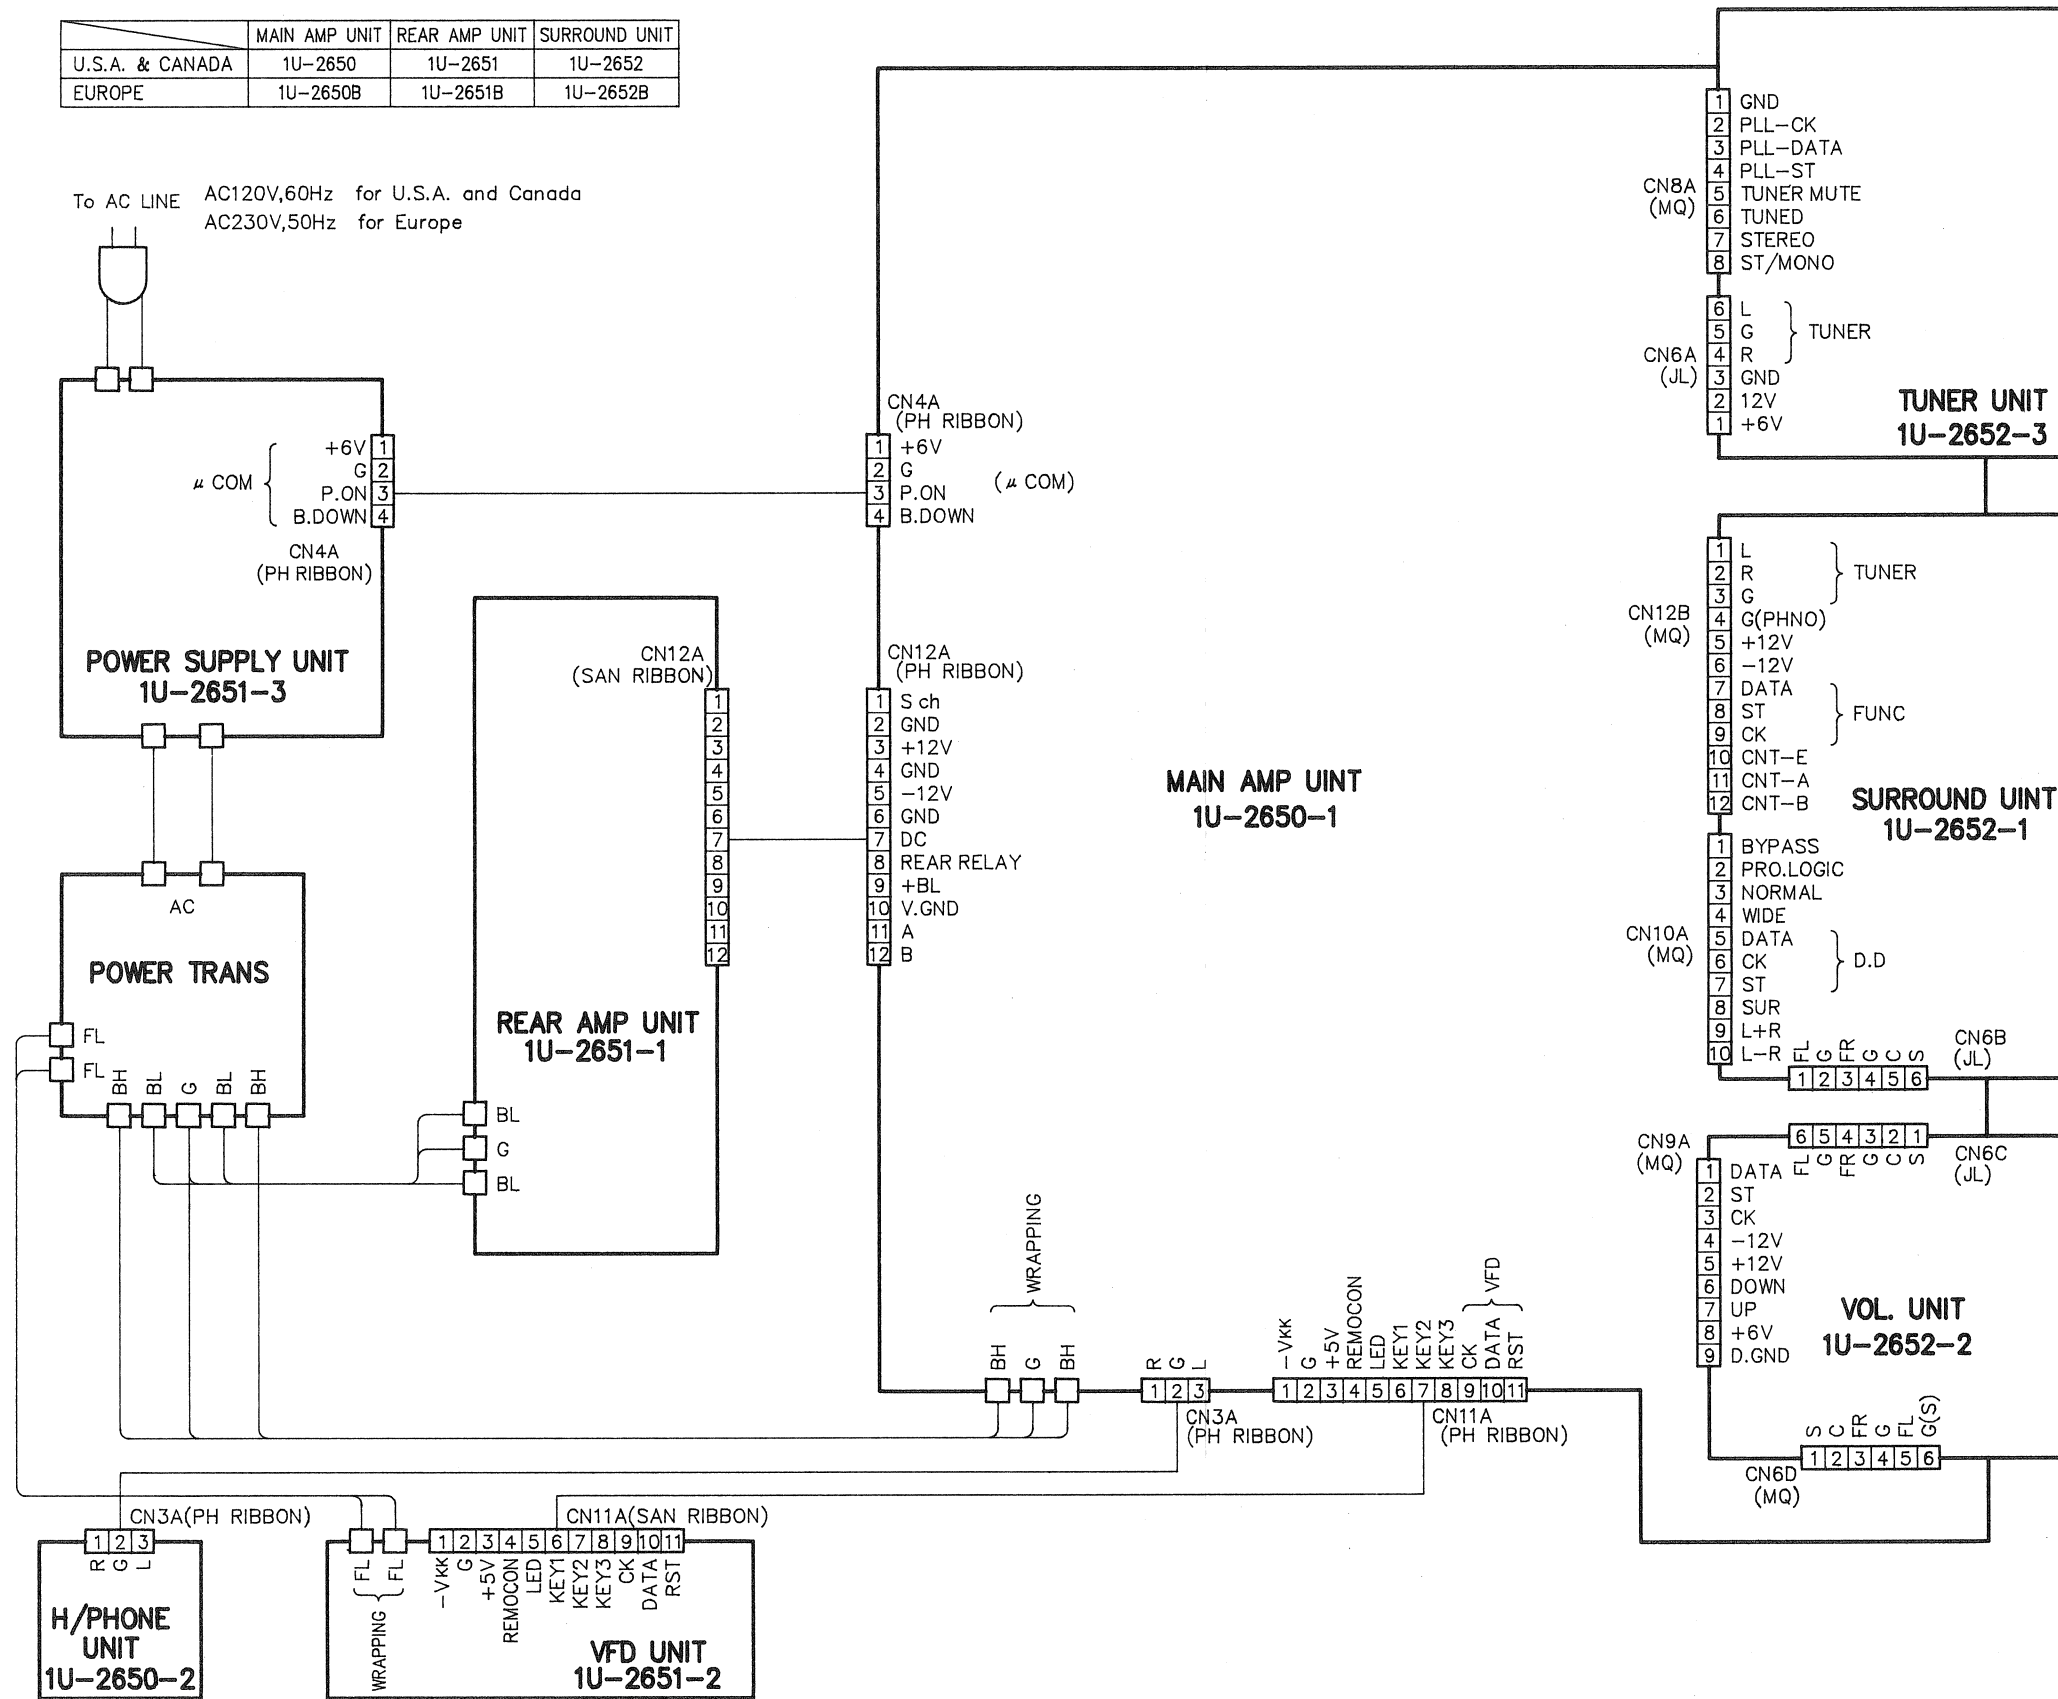 MAIN AMP UNIT REAR AMP UNIT SURROUND UNIT
U.S.A. & CANADA 1U-2650 1U-2651 1U-2652
EUROPE 1U-2650B 1U-2651B 1U-2652B
To AC LINE
AC120V,60Hz for U.S.A. and Canada
AC230V,50Hz for Europe
μ COM
+6V 1
G 2
P.ON 3
B.DOWN 4
CN4A
(PH RIBBON)
POWER SUPPLY UNIT
1U-2651-3
AC
POWER TRANS
FL
FL
BH BL G BL BH
CN12A
(SAN RIBBON)
1
2
3
4
5
6
7
8
9
10
11
12
REAR AMP UNIT
1U-2651-1
BL
G
BL
CN4A
(PH RIBBON)
1 +6V
2 G
3 P.ON
4 B.DOWN
(μ COM)
CN12A
(PH RIBBON)
1 S ch
2 GND
3 +12V
4 GND
5 -12V
6 GND
7 DC
8 REAR RELAY
9 +BL
10 V.GND
11 A
12 B
MAIN AMP UINT
1U-2650-1
WRAPPING
BH G BH
R G L
1 2 3
CN3A
(PH RIBBON)
VFD
-VKK G +5V REMOCON LED KEY1 KEY2 KEY3 CK DATA RST
1 2 3 4 5 6 7 8 9 10 11
CN11A
(PH RIBBON)
CN8A
(MQ)
1 GND
2 PLL-CK
3 PLL-DATA
4 PLL-ST
5 TUNER MUTE
6 TUNED
7 STEREO
8 ST/MONO
CN6A
(JL)
6 L
5 G
4 R
3 GND
2 12V
1 +6V
TUNER
TUNER UNIT
1U-2652-3
CN12B
(MQ)
1 L
2 R
3 G
4 G(PHNO)
5 +12V
6 -12V
7 DATA
8 ST
9 CK
10 CNT-E
11 CNT-A
12 CNT-B
TUNER
FUNC
SURROUND UINT
1U-2652-1
CN10A
(MQ)
1 BYPASS
2 PRO.LOGIC
3 NORMAL
4 WIDE
5 DATA
6 CK
7 ST
8 SUR
9 L+R
10 L-R
D.D
FL G FR G C S
1 2 3 4 5 6
CN6B
(JL)
6 5 4 3 2 1
FL G FR G C S
CN6C
(JL)
CN9A
(MQ)
1 DATA
2 ST
3 CK
4 -12V
5 +12V
6 DOWN
7 UP
8 +6V
9 D.GND
VOL. UNIT
1U-2652-2
S C FR G FL G(S)
1 2 3 4 5 6
CN6D
(MQ)
CN3A(PH RIBBON)
1 2 3
R G L
H/PHONE
UNIT
1U-2650-2
CN11A(SAN RIBBON)
1 2 3 4 5 6 7 8 9 10 11
FL FL
WRAPPING
-VKK G +5V REMOCON LED KEY1 KEY2 KEY3 CK DATA RST
VFD UNIT
1U-2651-2